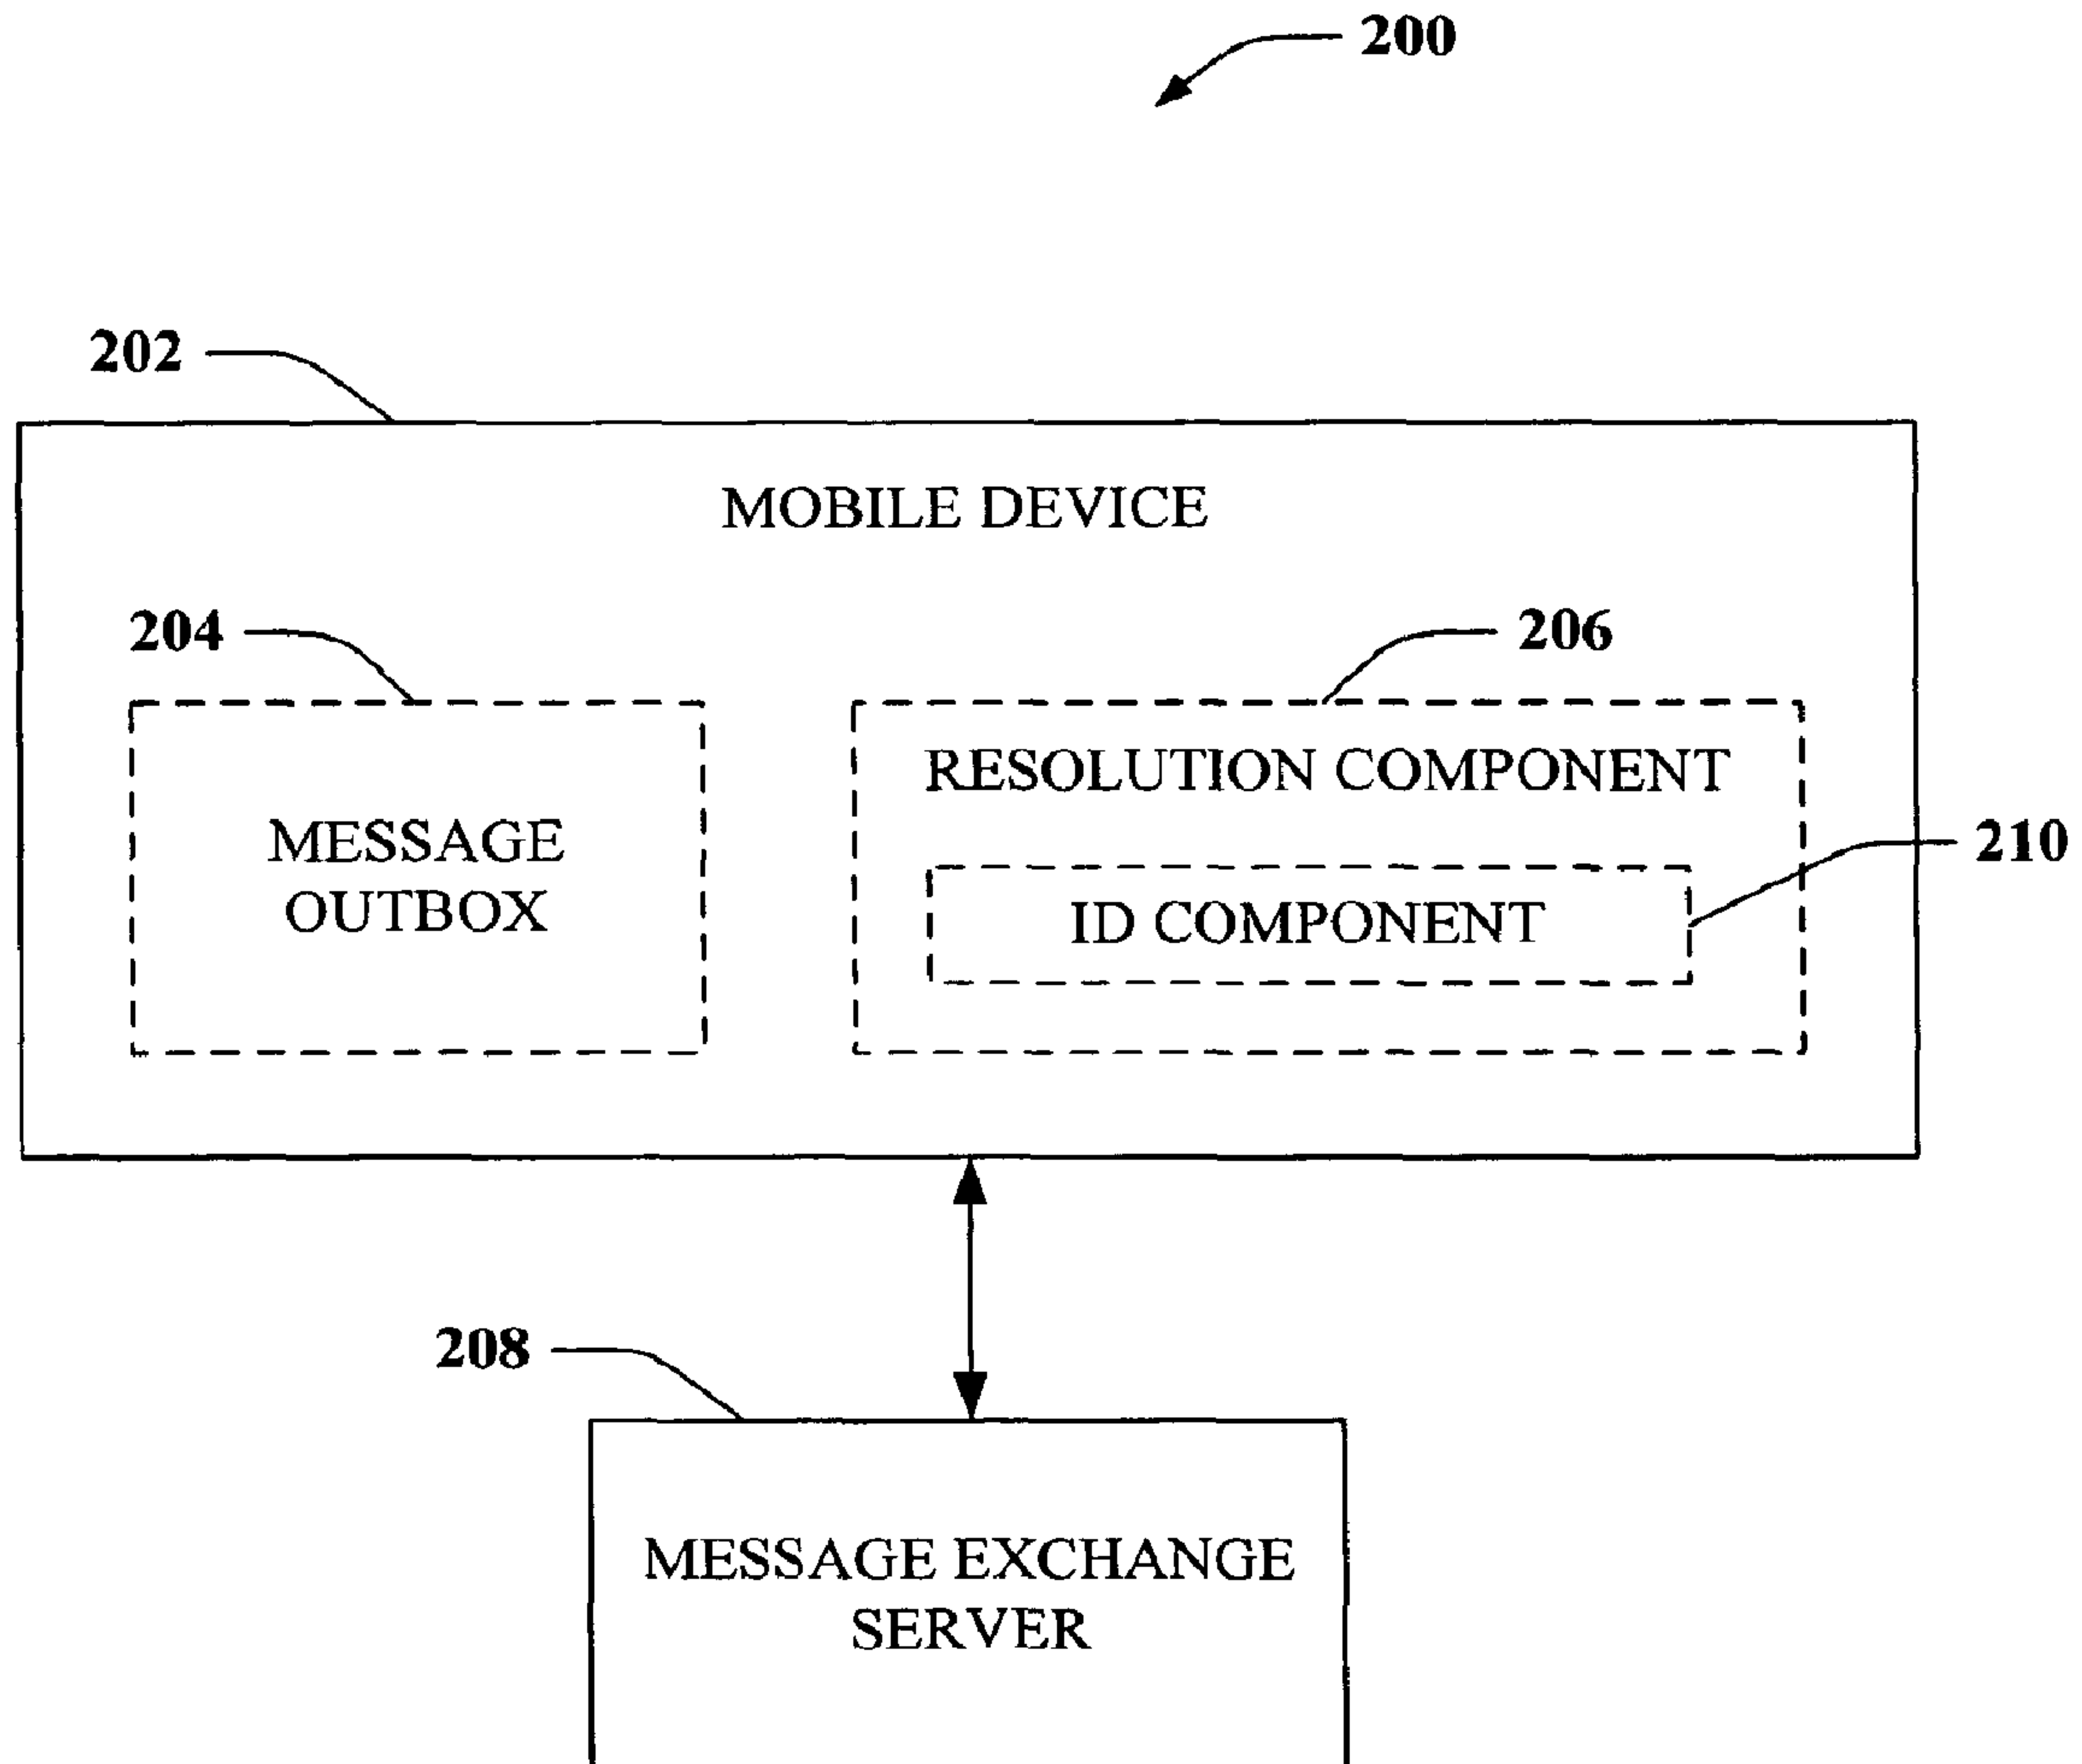 200
202
MOBILE DEVICE
204
206
RESOLUTION COMPONENT
MESSAGE
OUTBOX
210
ID COMPONENT
208
MESSAGE EXCHANGE
SERVER